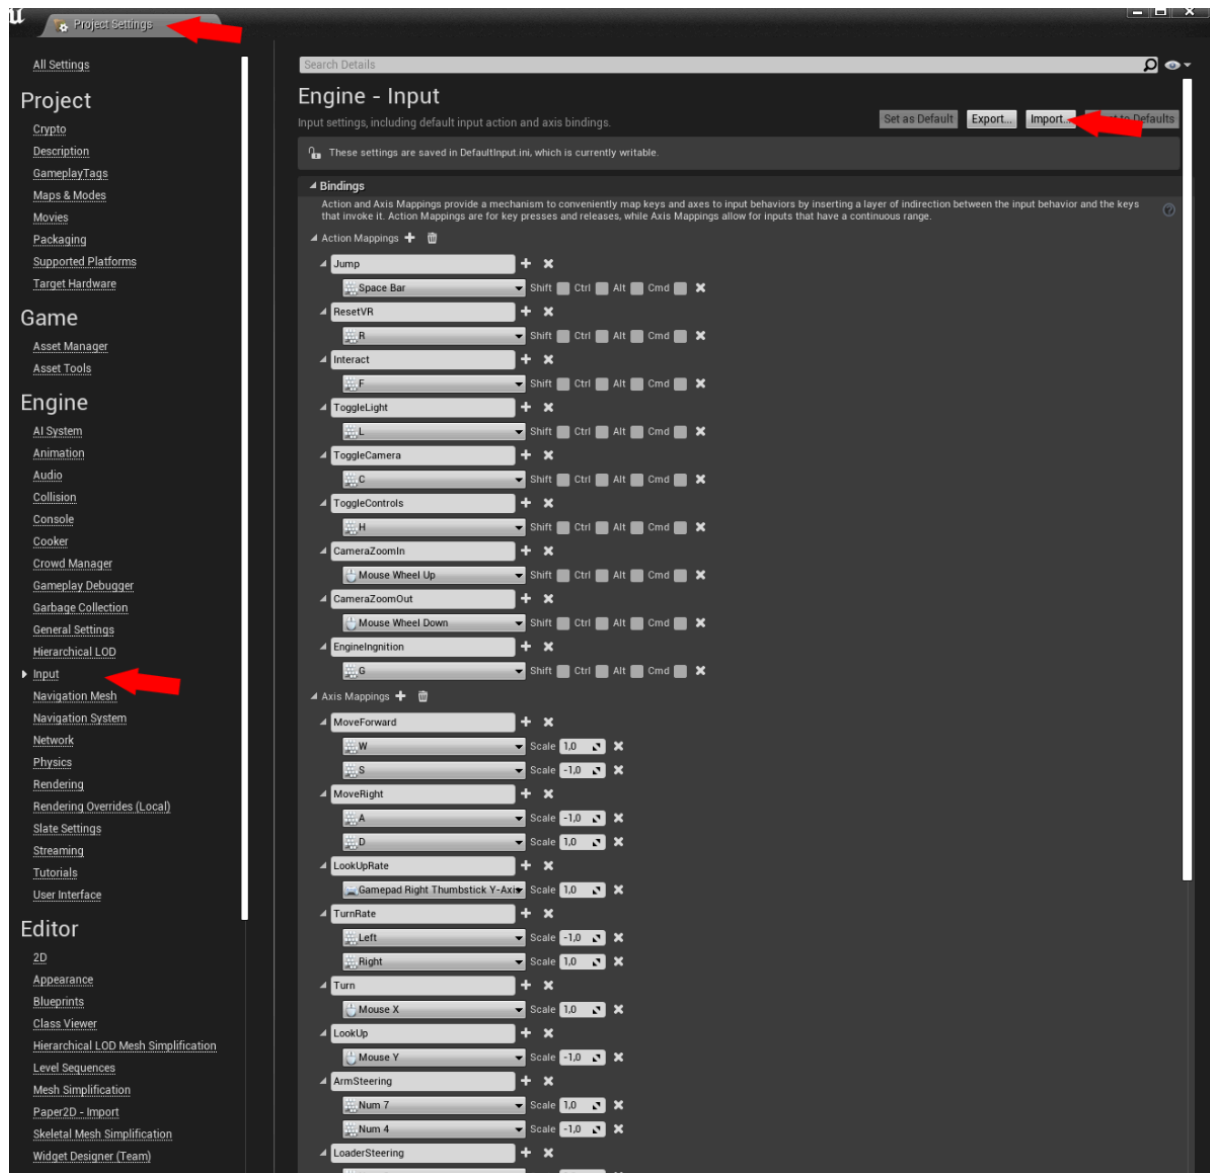 Project Settings
All Settings
Project
Crypto
Description
GameplayTags
Maps & Modes
Movies
Packaging
Supported Platforms
Target Hardware
Game
Asset Manager
Asset Tools
Engine
AI System
Animation
Audio
Collision
Console
Cooker
Crowd Manager
Gameplay Debugger
Garbage Collection
General Settings
Hierarchical LOD
Input
Navigation Mesh
Navigation System
Network
Physics
Rendering
Rendering Overrides (Local)
Slate Settings
Streaming
Tutorials
User Interface
Editor
2D
Appearance
Blueprints
Class Viewer
Hierarchical LOD Mesh Simplification
Level Sequences
Mesh Simplification
Paper2D - Import
Skeletal Mesh Simplification
Widget Designer (Team)
Search Details
Engine - Input
Input settings, including default input action and axis bindings.
Set as Default Export... Import... to Defaults
These settings are saved in DefaultInput.ini, which is currently writable.
Bindings
Action and Axis Mappings provide a mechanism to conveniently map keys and axes to input behaviors by inserting a layer of indirection between the input behavior and the keys
that invoke it. Action Mappings are for key presses and releases, while Axis Mappings allow for inputs that have a continuous range.
Action Mappings
Jump
Space Bar Shift Ctrl Alt Cmd
ResetVR
R Shift Ctrl Alt Cmd
Interact
F Shift Ctrl Alt Cmd
ToggleLight
L Shift Ctrl Alt Cmd
ToggleCamera
C Shift Ctrl Alt Cmd
ToggleControls
H Shift Ctrl Alt Cmd
CameraZoomIn
Mouse Wheel Up Shift Ctrl Alt Cmd
CameraZoomOut
Mouse Wheel Down Shift Ctrl Alt Cmd
EngineIngnition
G Shift Ctrl Alt Cmd
Axis Mappings
MoveForward
W Scale 1,0
S Scale -1,0
MoveRight
A Scale -1,0
D Scale 1,0
LookUpRate
Gamepad Right Thumbstick Y-Axis Scale 1,0
TurnRate
Left Scale -1,0
Right Scale 1,0
Turn
Mouse X Scale 1,0
LookUp
Mouse Y Scale -1,0
ArmSteering
Num 7 Scale 1,0
Num 4 Scale -1,0
LoaderSteering